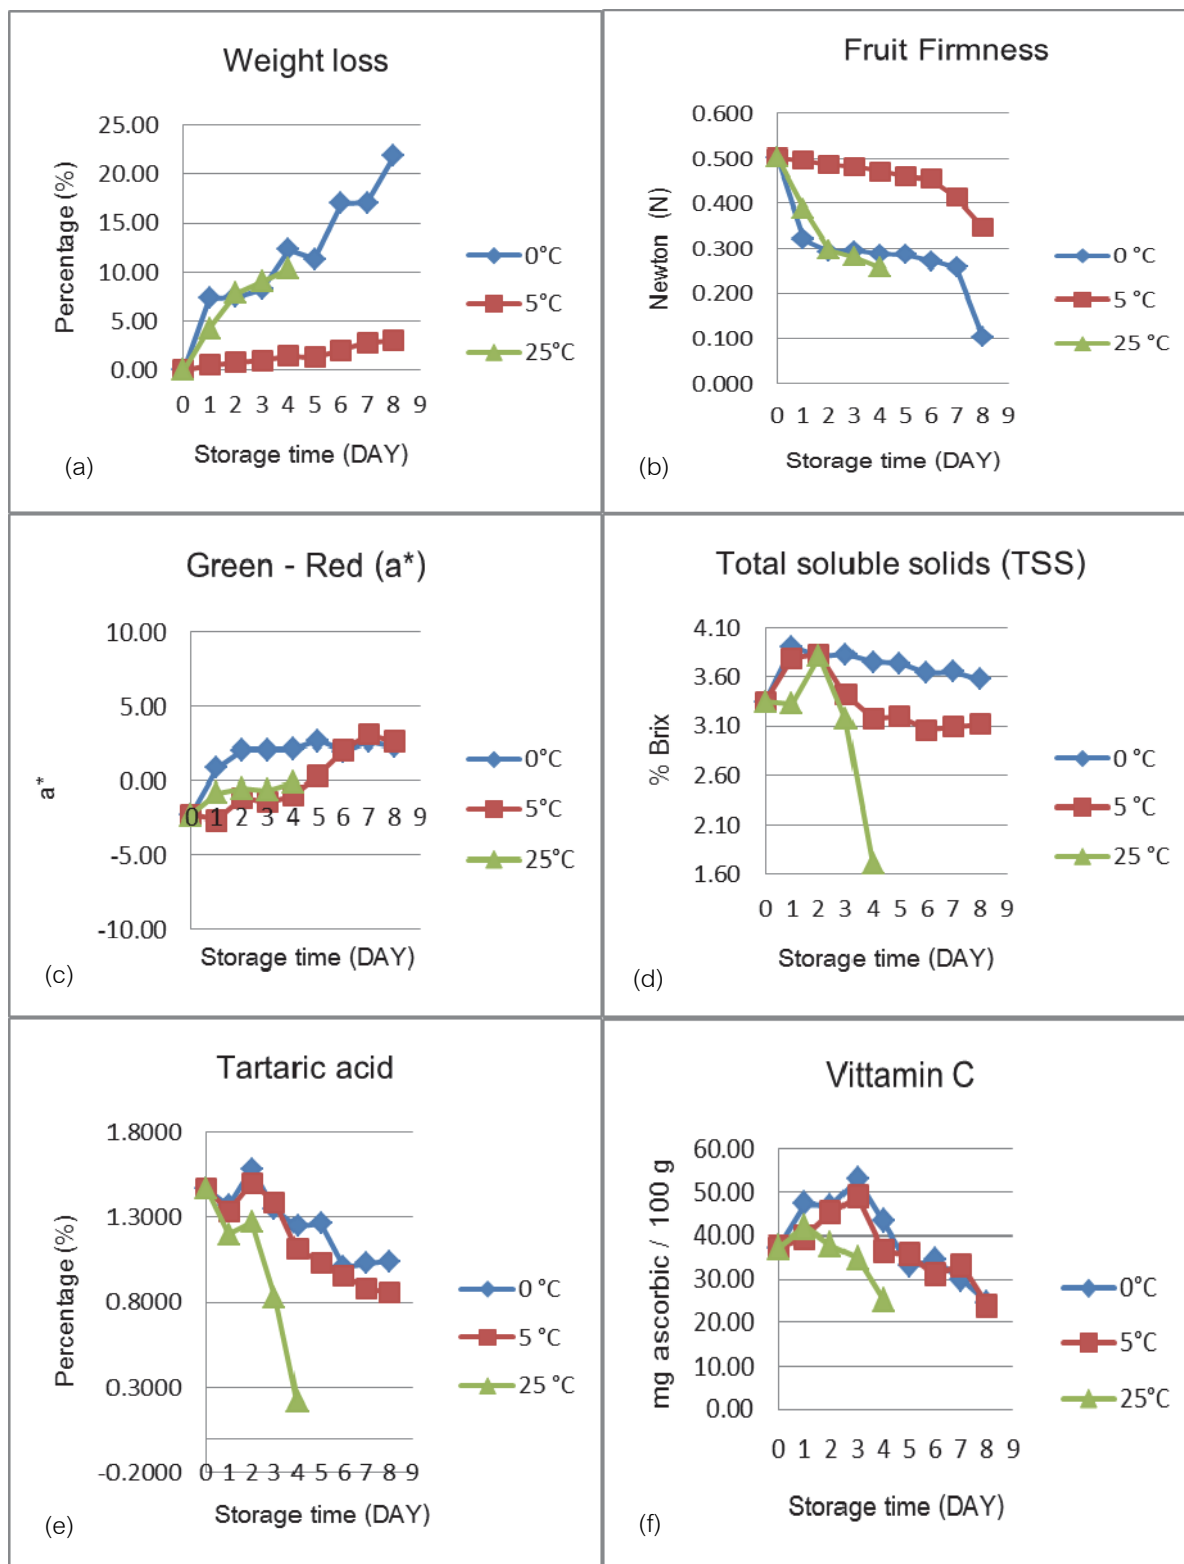 Weight loss
Percentage (%)
25.00
20.00
15.00
10.00
5.00
0.00
0 1 2 3 4 5 6 7 8 9
Storage time (DAY)
0°C
5°C
25°C
(a)
Fruit Firmness
Newton (N)
0.600
0.500
0.400
0.300
0.200
0.100
0.000
0 1 2 3 4 5 6 7 8 9
Storage time (DAY)
0 °C
5 °C
25 °C
(b)
Green - Red (a*)
a*
10.00
5.00
0.00
-5.00
-10.00
0 1 2 3 4 5 6 7 8 9
Storage time (DAY)
0°C
5°C
25°C
(c)
Total soluble solids (TSS)
% Brix
4.10
3.60
3.10
2.60
2.10
1.60
0 1 2 3 4 5 6 7 8 9
Storage time (DAY)
0 °C
5 °C
25 °C
(d)
Tartaric acid
Percentage (%)
1.8000
1.3000
0.8000
0.3000
-0.2000
0 1 2 3 4 5 6 7 8 9
Storage time (DAY)
0 °C
5 °C
25 °C
(e)
Vittamin C
mg ascorbic / 100 g
60.00
50.00
40.00
30.00
20.00
10.00
0.00
0 1 2 3 4 5 6 7 8 9
Storage time (DAY)
0°C
5°C
25°C
(f)